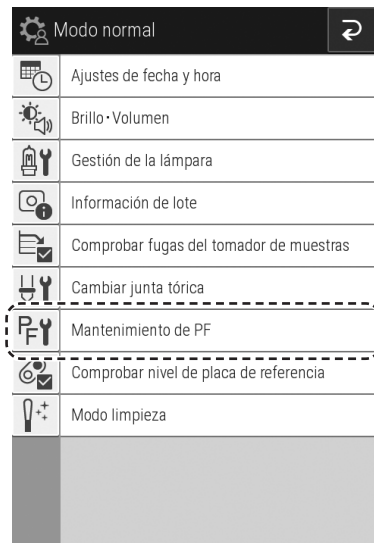 Modo normal
Ajustes de fecha y hora
Brillo·Volumen
Gestión de la lámpara
Información de lote
Comprobar fugas del tomador de muestras
Cambiar junta tórica
PF
Mantenimiento de PF
Comprobar nivel de placa de referencia
Modo limpieza